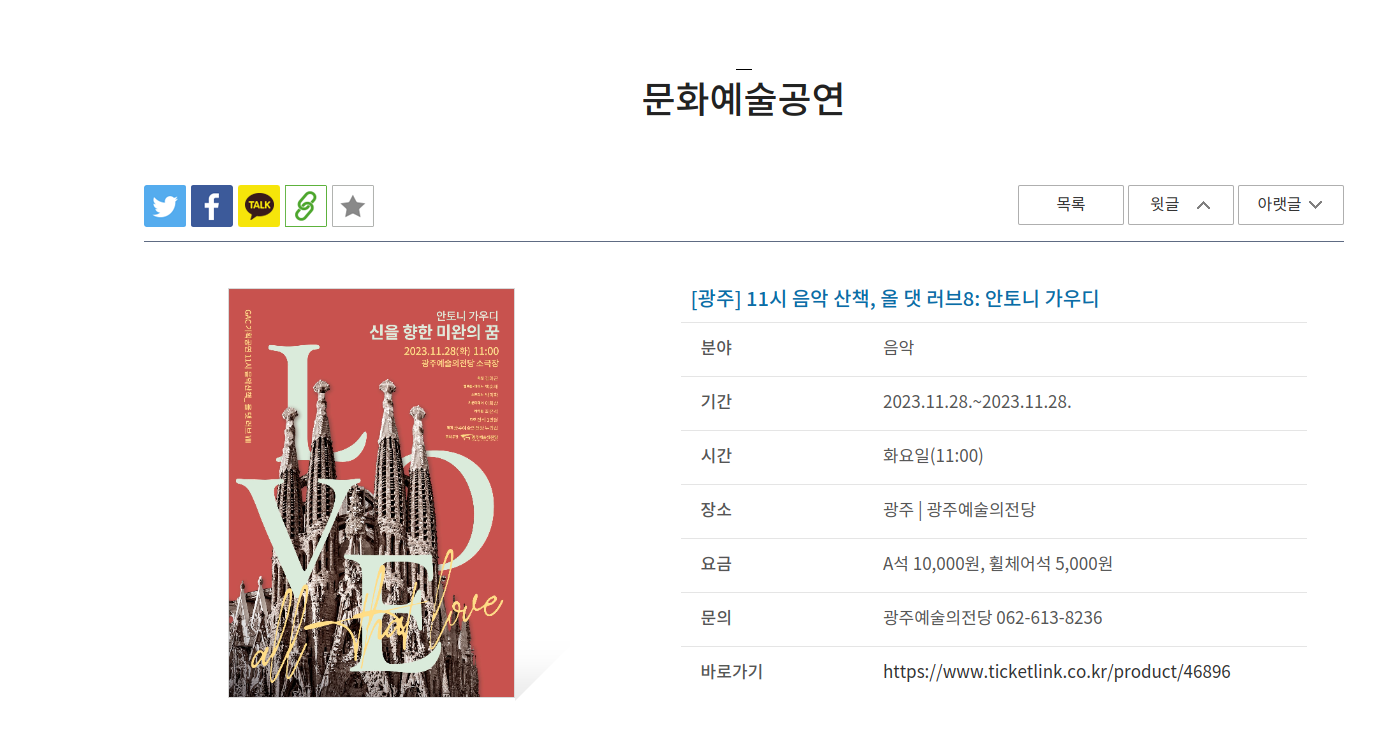 문화예술공연
TALK
목록
윗글
아랫글
GAC 기획공연 11시 음악산책_ 올 댓 러브
안토니 가우디
신을 향한 미완의 꿈
2023.11.28(화) 11:00
광주예술의전당 소극장
LOVE
all that love
[광주] 11시 음악 산책, 올 댓 러브8: 안토니 가우디
분야 음악
기간 2023.11.28.~2023.11.28.
시간 화요일(11:00)
장소 광주 | 광주예술의전당
요금 A석 10,000원, 휠체어석 5,000원
문의 광주예술의전당 062-613-8236
바로가기 https://www.ticketlink.co.kr/product/46896